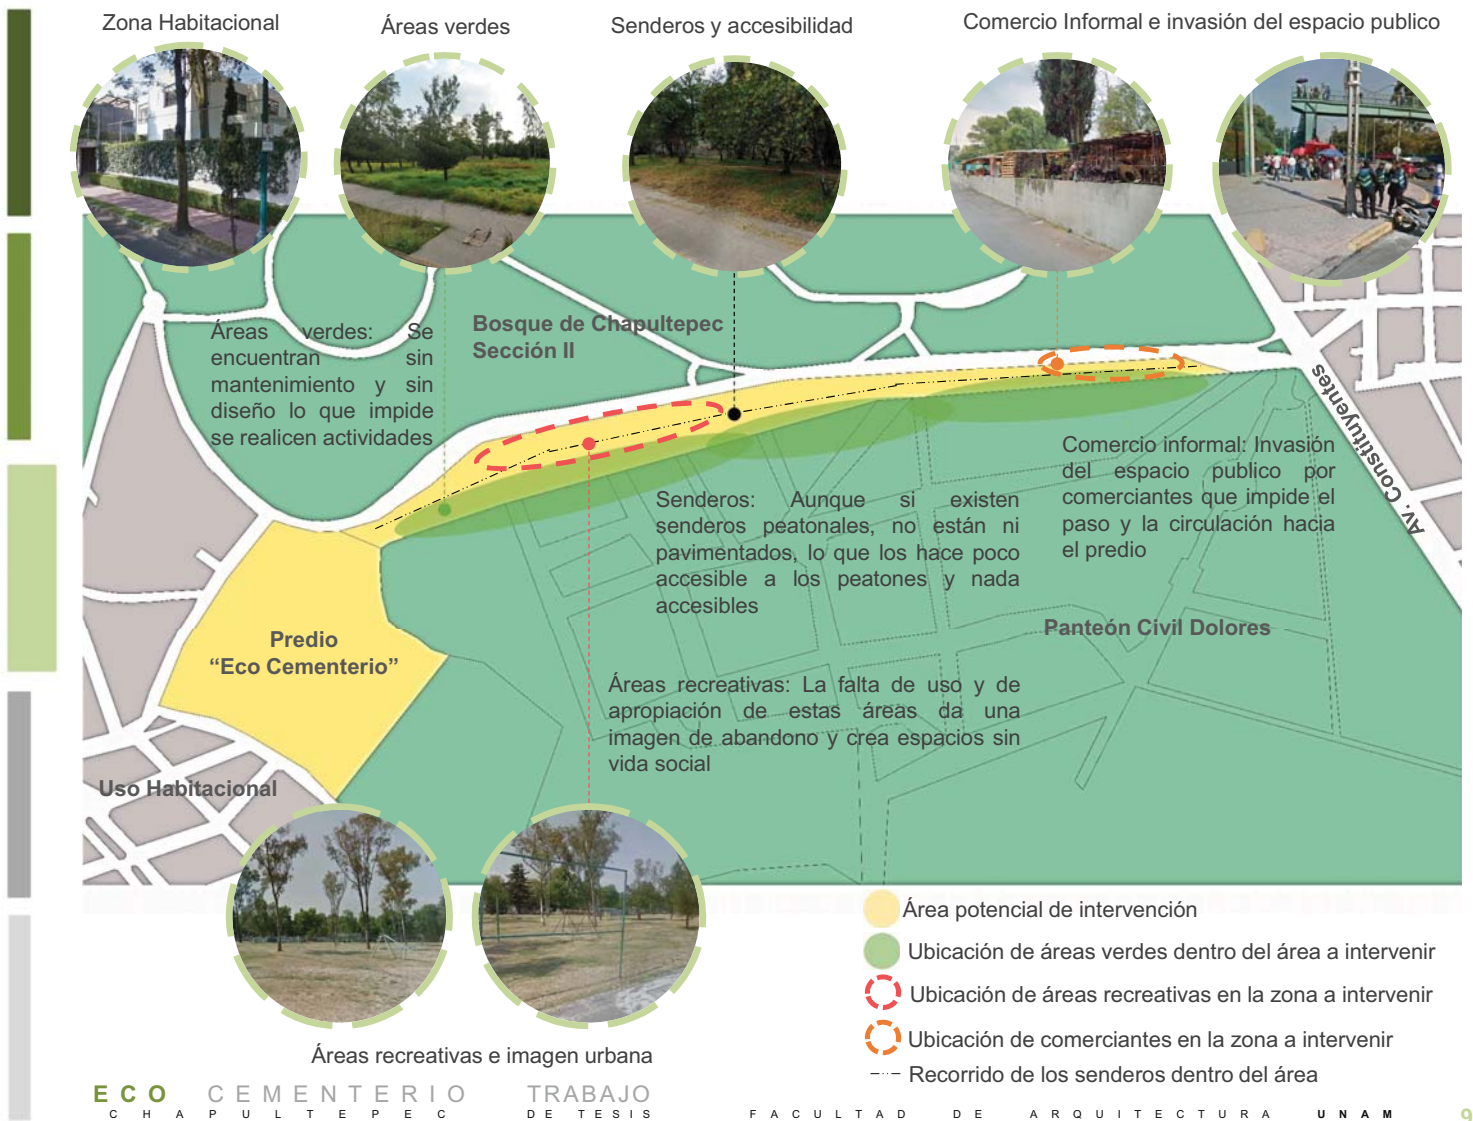 Zona Habitacional
Áreas verdes
Senderos y accesibilidad
Comercio Informal e invasión del espacio publico
Áreas verdes: Se
encuentran sin
mantenimiento y sin
diseño lo que impide
se realicen actividades
Bosque de Chapultepec
Sección II
Av. Constituyentes
Comercio informal: Invasión
del espacio publico por
comerciantes que impide el
paso y la circulación hacia
el predio
Senderos: Aunque si existen
senderos peatonales, no están ni
pavimentados, lo que los hace poco
accesible a los peatones y nada
accesibles
Panteón Civil Dolores
Predio
“Eco Cementerio”
Áreas recreativas: La falta de uso y de
apropiación de estas áreas da una
imagen de abandono y crea espacios sin
vida social
Uso Habitacional
Área potencial de intervención
Ubicación de áreas verdes dentro del área a intervenir
Ubicación de áreas recreativas en la zona a intervenir
Ubicación de comerciantes en la zona a intervenir
Recorrido de los senderos dentro del área
Áreas recreativas e imagen urbana
ECO CEMENTERIO TRABAJO
CHAPULTEPEC DE TESIS FACULTAD DE ARQUITECTURA UNAM 9